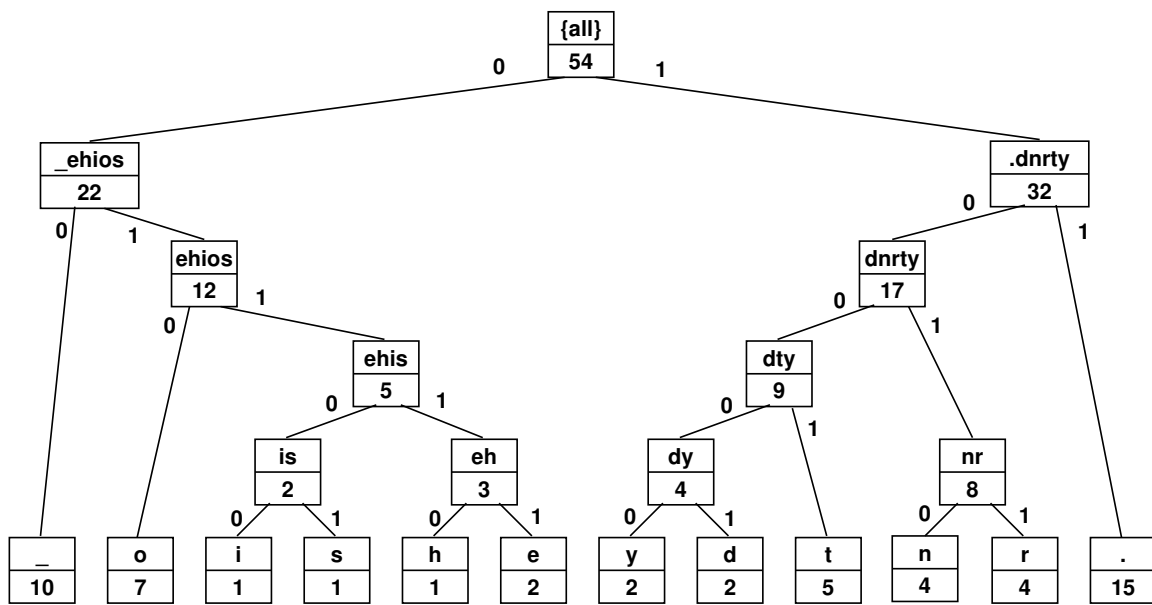 {all}
54
0 1
_ehios
22
.dnrty
32
0 1
0 1
ehios
12
dnrty
17
0 1
0 1
ehis
5
dty
9
0 1
0 1
is
2
eh
3
dy
4
nr
8
0 1 0 1 0 1 0 1
_ o i s h e y d t n r .
10 7 1 1 1 2 2 2 5 4 4 15